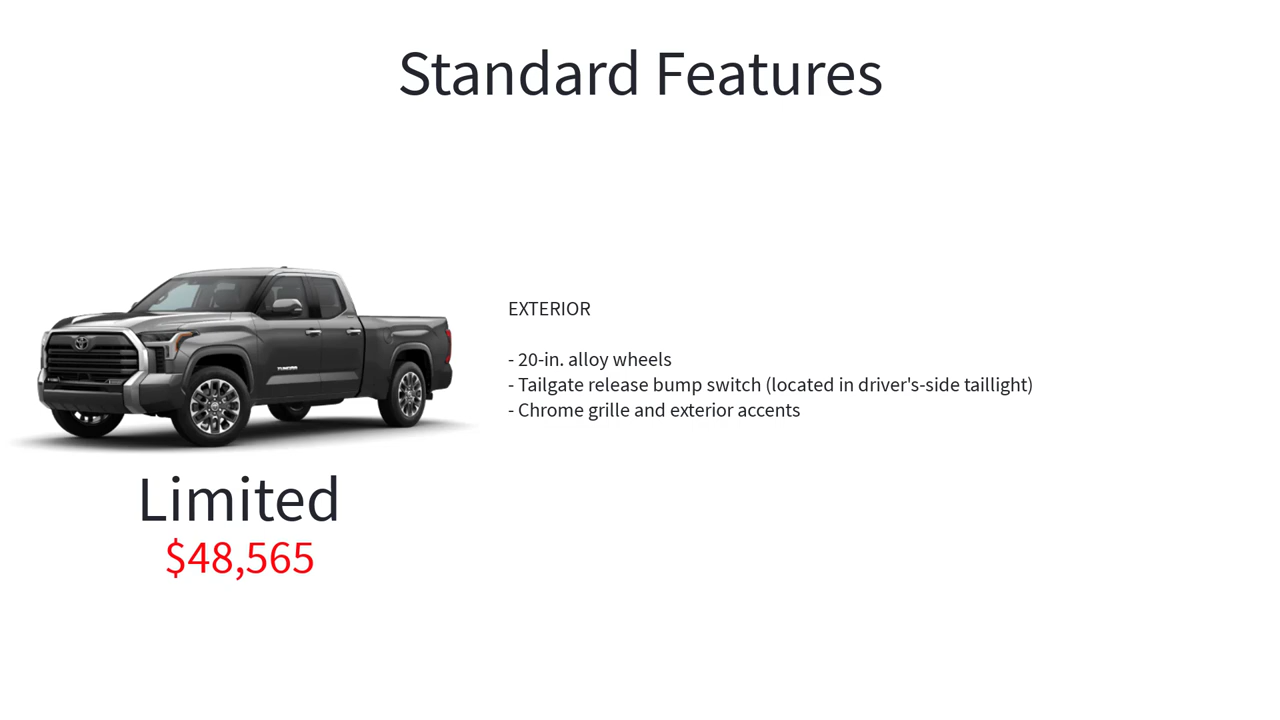 Standard Features
EXTERIOR
- 20-in. alloy wheels
- Tailgate release bump switch (located in driver's-side taillight)
- Chrome grille and exterior accents
TUNDRA
Limited
$48,565